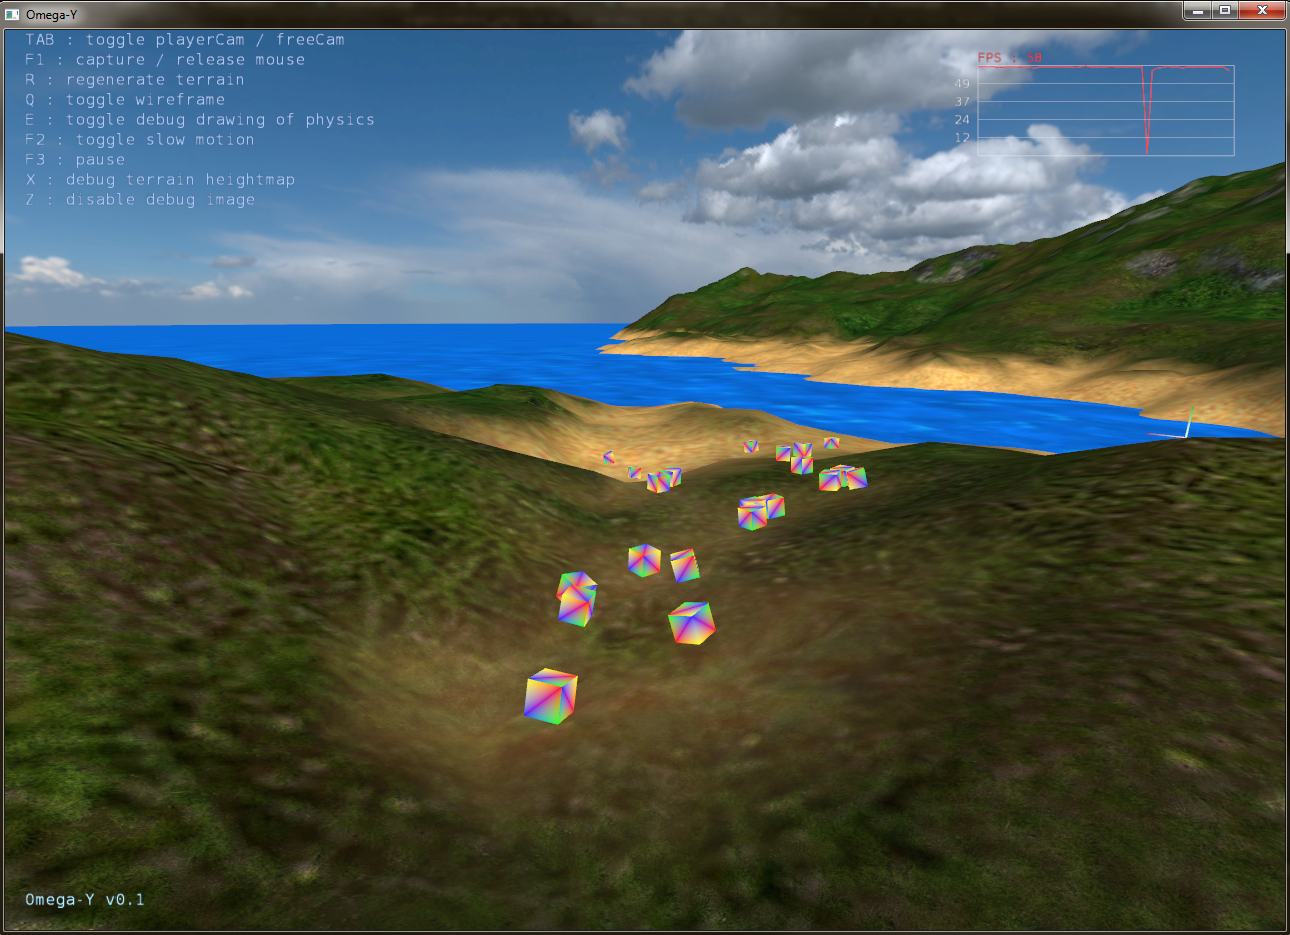 Omega-Y
TAB : toggle playerCam / freeCam
F1 : capture / release mouse
R : regenerate terrain
Q : toggle wireframe
E : toggle debug drawing of physics
F2 : toggle slow motion
F3 : pause
X : debug terrain heightmap
Z : disable debug image
FPS : 58
49
37
24
12
Omega-Y v0.1